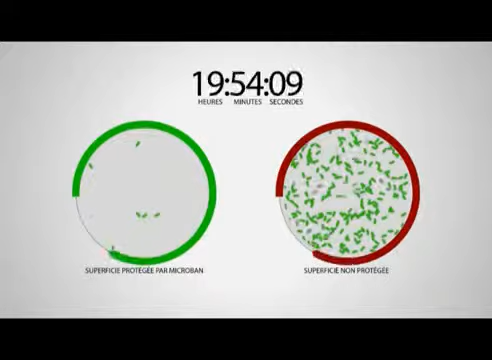 19:54:09
HEURES MINUTES SECONDES
SUPERFICIE PROTÉGÉE PAR MICROBAN
SUPERFICIE NON PROTÉGÉE